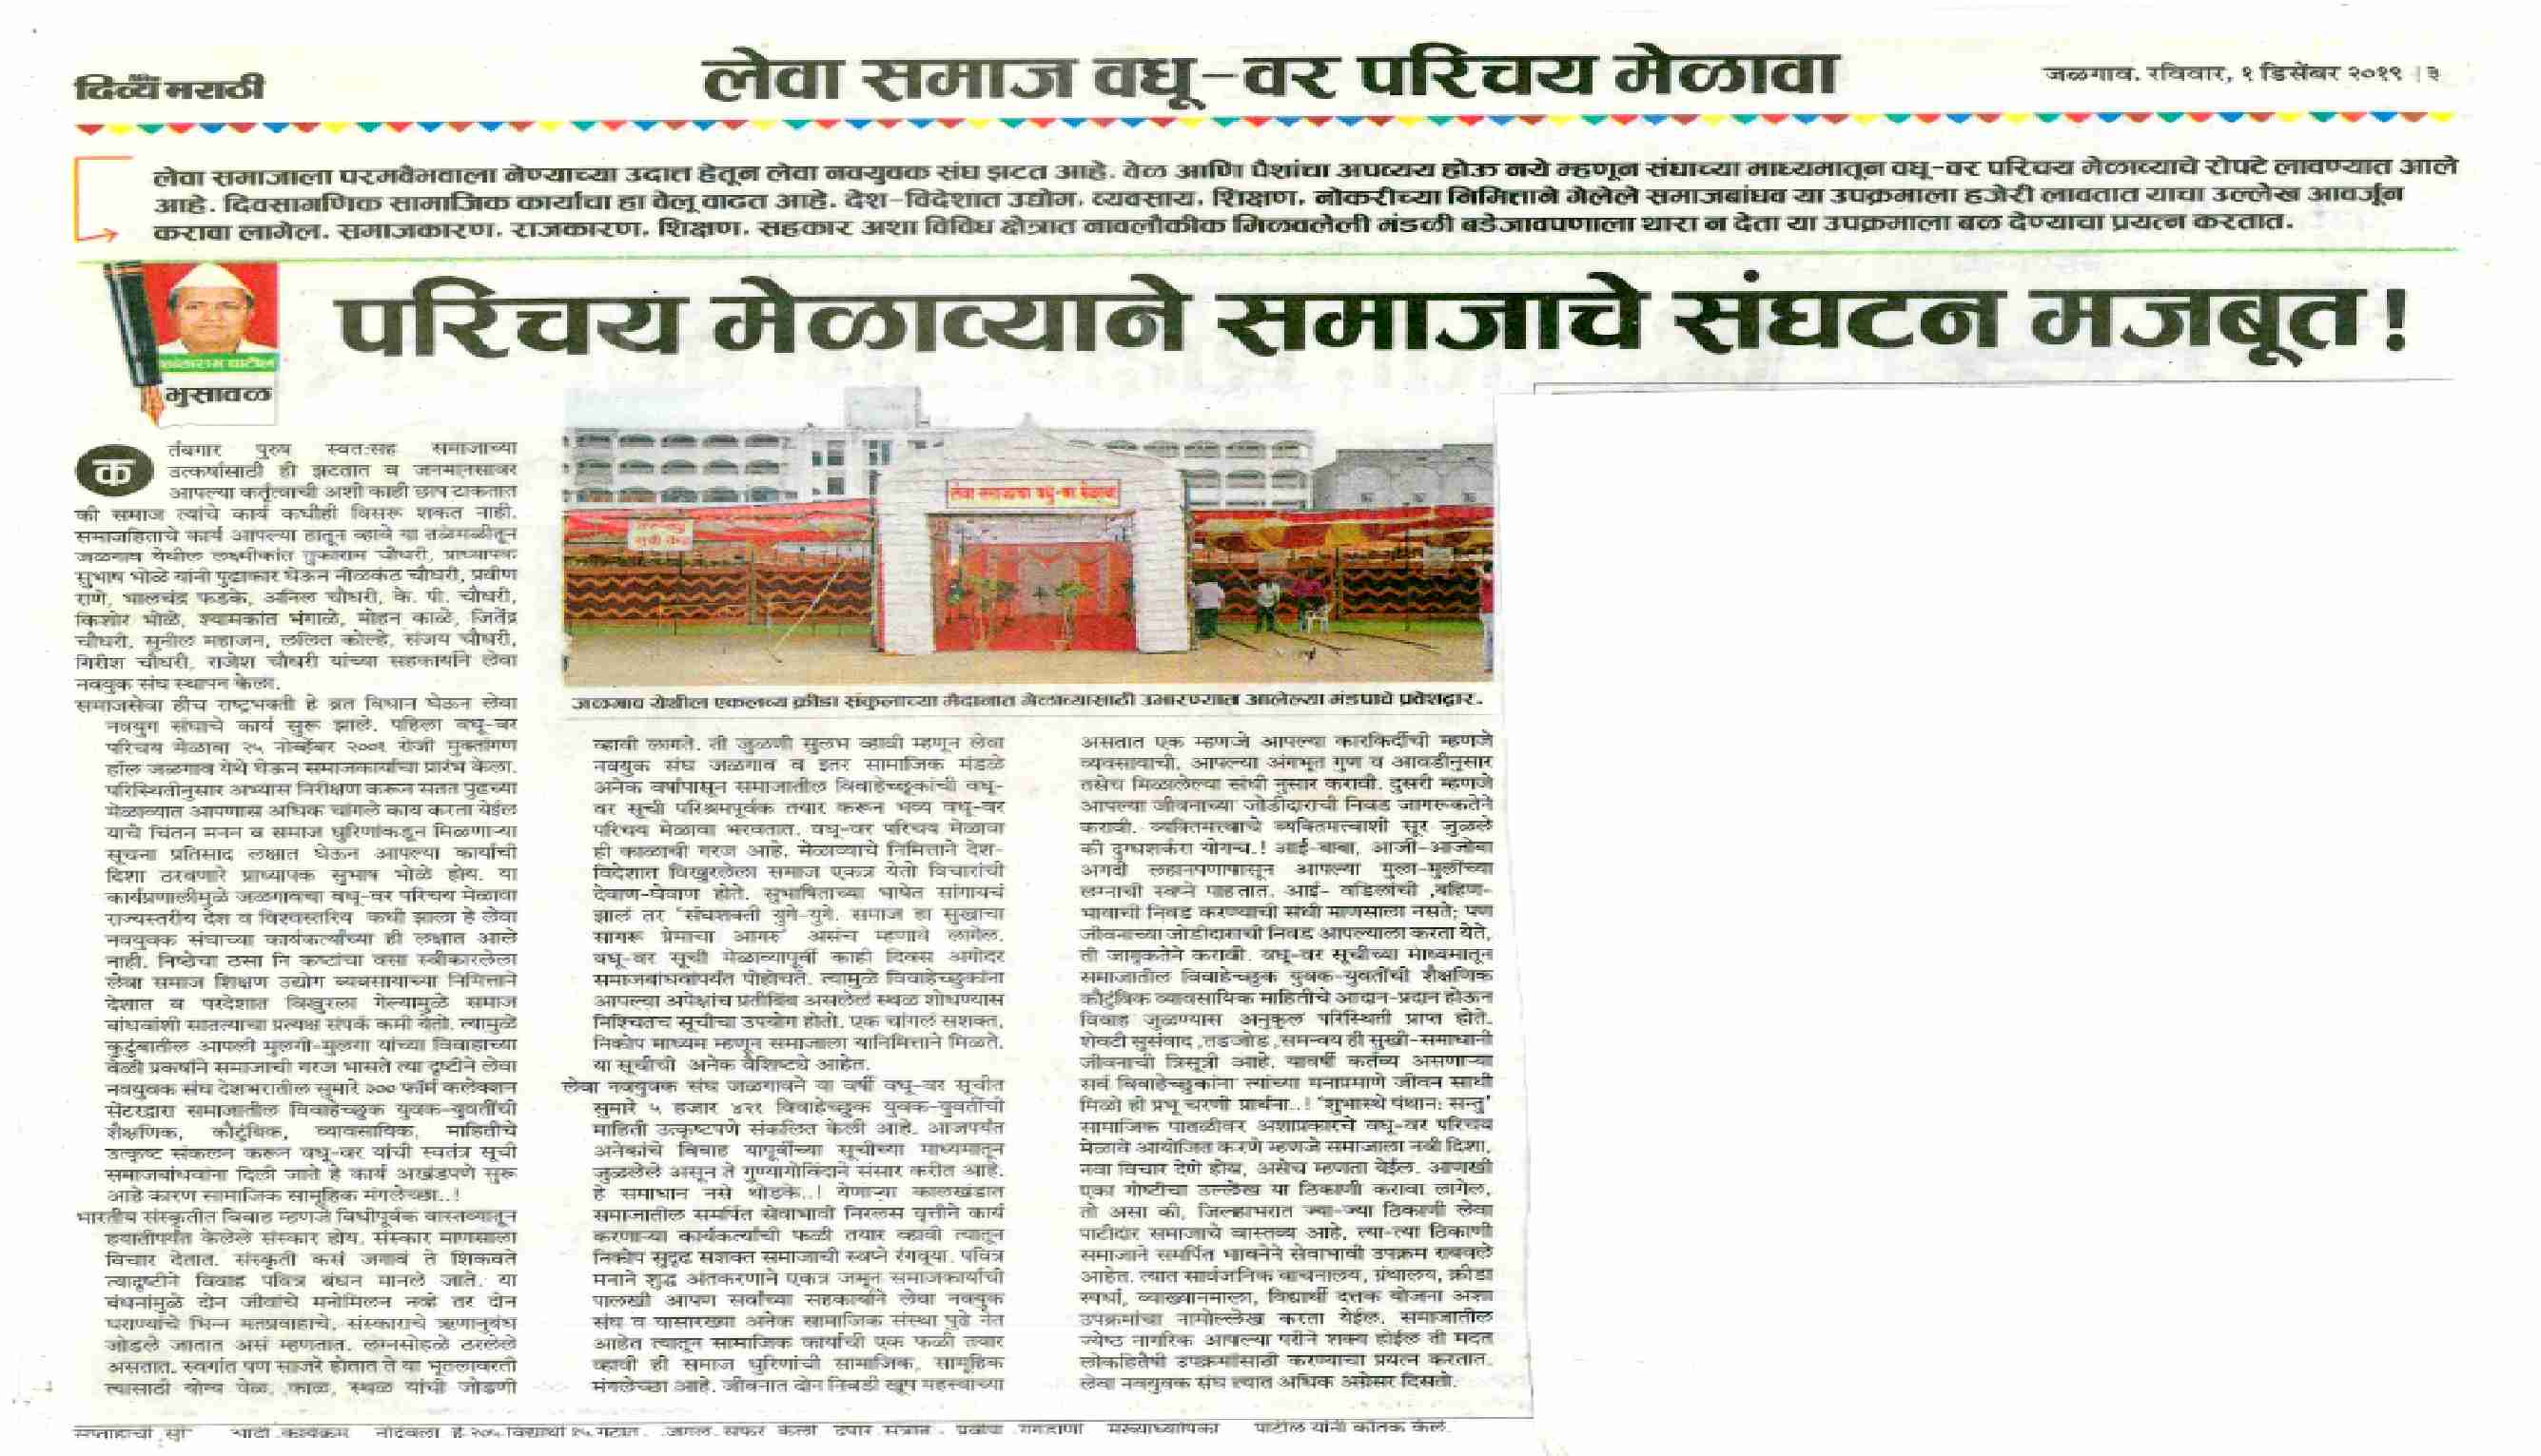 दिव्य मराठी
लेवा समाज वधू-वर परिचय मेळावा
जळगाव, रविवार, १ डिसेंबर २०१९ | ३
लेवा समाजाला परमवैभवाला नेण्याच्या उदात्त हेतून लेवा नवयुवक संघ झटत आहे. वेळ आणि पैशांचा अपव्यय होऊ नये म्हणून संघाच्या माध्यमातून वधू-वर परिचय मेळाव्याचे रोपटे लावण्यात आले
आहे. दिवसागणिक सामाजिक कार्याचा हा वेलू वाढत आहे. देश-विदेशात उद्योग, व्यवसाय, शिक्षण, नोकरीच्या निमित्ताने गेलेले समाजबांधव या उपक्रमाला हजेरी लावतात याचा उल्लेख आवर्जून
करावा लागेल. समाजकारण, राजकारण, शिक्षण, सहकार अशा विविध क्षेत्रात नावलौकीक मिळवलेली मंडळी बडेजावपणाला थारा न देता या उपक्रमाला बळ देण्याचा प्रयत्न करतात.
परिचय मेळाव्याने समाजाचे संघटन मजबूत!
शांताराम पाटील
भुसावळ
लेवा समाजाचा वधु-वर मेळावा
सूची केंद्र
जळगाव येथील एकलव्य क्रीडा संकुलाच्या मैदानात मेळाव्यासाठी उभारण्यात आलेल्या मंडपाचे प्रवेशद्वार.
क
र्तबगार पुरुष स्वत:सह समाजाच्या
उत्कर्षासाठी ही झटतात व जनमानसावर
आपल्या कर्तृत्वाची अशी काही छाप टाकतात
की समाज त्यांचे कार्य कधीही विसरू शकत नाही.
समाजहिताचे कार्य आपल्या हातून व्हावे या तळमळीतून
जळगाव येथील लक्ष्मीकांत तुकाराम चौधरी, प्राध्यापक
सुभाष भोळे यांनी पुढाकार घेऊन नीळकंठ चौधरी, प्रवीण
राणे, भालचंद्र फडके, अनिल चौधरी, के. पी. चौधरी,
किशोर भोळे, श्यामकांत भंगाळे, मोहन काळे, जितेंद्र
चौधरी, सुनील महाजन, ललित कोल्हे, संजय चौधरी,
गिरीश चौधरी, राजेश चौधरी यांच्या सहकार्याने लेवा
नवयुक संघ स्थापन केला.
समाजसेवा हीच राष्ट्रभक्ती हे व्रत विधान घेऊन लेवा
नवयुग संघाचे कार्य सुरू झाले. पहिला वधू-वर
परिचय मेळावा २५ नोव्हेंबर २००१ रोजी मुक्तांगण
हॉल जळगाव येथे घेऊन समाजकार्याचा प्रारंभ केला.
परिस्थितीनुसार अभ्यास निरीक्षण करून सतत पुढच्या
मेळाव्यात आपणास अधिक चांगले काय करता येईल
याचे चिंतन मनन व समाज धुरिणांकडून मिळणाऱ्या
सूचना प्रतिसाद लक्षात घेऊन आपल्या कार्याची
दिशा ठरवणारे प्राध्यापक सुभाष भोळे होय. या
कार्यप्रणालीमुळे जळगावचा वधू-वर परिचय मेळावा
राज्यस्तरीय देश व विश्वस्तरिय कधी झाला हे लेवा
नवयुवक संघाच्या कार्यकर्त्यांच्या ही लक्षात आले
नाही. निष्ठेचा ठसा नि कष्टांचा वसा स्वीकारलेला
लेवा समाज शिक्षण उद्योग व्यवसायाच्या निमित्ताने
देशात व परदेशात विखुरला गेल्यामुळे समाज
बांधवांशी सातत्याचा प्रत्यक्ष संपर्क कमी येतो. त्यामुळे
कुटुंबातील आपली मुलगी-मुलगा यांच्या विवाहाच्या
वेळी प्रकर्षाने समाजाची गरज भासते त्या दृष्टीने लेवा
नवयुवक संघ देशभरातील सुमारे ३०० फॉर्म कलेक्शन
सेंटरद्वारा समाजातील विवाहेच्छुक युवक-युवतींची
शैक्षणिक, कौटुंबिक, व्यावसायिक, माहितीचे
उत्कृष्ट संकलन करून वधू-वर यांची स्वतंत्र सूची
समाजबांधवांना दिली जाते हे कार्य अखंडपणे सुरू
आहे कारण सामाजिक सामूहिक मंगलेच्छा..!
भारतीय संस्कृतीत विवाह म्हणजे विधीपूर्वक वास्तव्यातून
हयातीपर्यंत केलेले संस्कार होय. संस्कार माणसाला
विचार देतात. संस्कृती कसं जगावं ते शिकवते
त्यादृष्टीने विवाह पवित्र बंधन मानले जाते. या
बंधनांमुळे दोन जीवांचे मनोमिलन नव्हे तर दोन
घराण्यांचे भिन्न मतप्रवाहाचे, संस्काराचे ऋणानुबंध
जोडले जातात असं म्हणतात. लग्नसोहळे ठरलेले
असतात. स्वर्गात पण साजरे होतात ते या भूतलावरती
त्यासाठी योग्य वेळ, काळ, स्थळ यांची जोडणी
व्हावी लागते. ती जुळणी सुलभ व्हावी म्हणून लेवा
नवयुक संघ जळगाव व इतर सामाजिक मंडळे
अनेक वर्षांपासून समाजातील विवाहेच्छूकांची वधू-
वर सूची परिश्रमपूर्वक तयार करून भव्य वधू-वर
परिचय मेळावा भरवतात. वधू-वर परिचय मेळावा
ही काळाची गरज आहे. मेळाव्याचे निमित्ताने देश-
विदेशात विखुरलेला समाज एकत्र येतो विचारांची
देवाण-घेवाण होते. सुभाषिताच्या भाषेत सांगायचं
झालं तर 'संघशक्ती युगे-युगे. समाज हा सुखाचा
सागरू प्रेमाचा आगरु' असंच म्हणावे लागेल.
वधू-वर सूची मेळाव्यापूर्वी काही दिवस अगोदर
समाजबांधवांपर्यंत पोहोचते. त्यामुळे विवाहेच्छुकांना
आपल्या अपेक्षांच प्रतीबिंब असलेलं स्थळ शोधण्यास
निश्चितच सूचीचा उपयोग होतो. एक चांगलं सशक्त,
निकोप माध्यम म्हणून समाजाला यानिमित्ताने मिळते.
या सूचीची अनेक वैशिष्ट्ये आहेत.
लेवा नवयुवक संघ जळगावने या वर्षी वधू-वर सूचीत
सुमारे ५ हजार ४२१ विवाहेच्छुक युवक-युवतींची
माहिती उत्कृष्टपणे संकलित केली आहे. आजपर्यंत
अनेकांचे विवाह यापूर्वीच्या सूचीच्या माध्यमातून
जुळलेले असून ते गुण्यागोविंदाने संसार करीत आहे.
हे समाधान नसे थोडके..! येणाऱ्या कालखंडात
समाजातील समर्पित सेवाभावी निरलस वृत्तीने कार्य
करणाऱ्या कार्यकर्त्यांची फळी तयार व्हावी त्यातून
निकोप सुदृढ सशक्त समाजाची स्वप्ने रंगवूया. पवित्र
मनाने शुद्ध अंतकरणाने एकत्र जमून समाजकार्याची
पालखी आपण सर्वांच्या सहकार्याने लेवा नवयुक
संघ व यासारख्या अनेक सामाजिक संस्था पुढे नेत
आहेत त्यातून सामाजिक कार्याची एक फळी तयार
व्हावी ही समाज धुरिणांची सामाजिक, सामूहिक
मंगलेच्छा आहे. जीवनात दोन निवडी खूप महत्त्वाच्या
असतात एक म्हणजे आपल्या कारकिर्दीची म्हणजे
व्यवसायाची, आपल्या अंगभूत गुण व आवडीनुसार
तसेच मिळालेल्या संधी नुसार करावी. दुसरी म्हणजे
आपल्या जीवनाच्या जोडीदाराची निवड जागरूकतेने
करावी. व्यक्तिमत्त्वाचे व्यक्तिमत्त्वाशी सूर जुळले
की दुग्धशर्करा योगच.! आई-बाबा, आजी-आजोबा
अगदी लहानपणापासून आपल्या मुला-मुलींच्या
लग्नाची स्वप्ने पाहतात. आई- वडिलांची ,बहिण-
भावाची निवड करण्याची संधी माणसाला नसते; पण
जीवनाच्या जोडीदाराची निवड आपल्याला करता येते,
ती जागृकतेने करावी. वधू-वर सूचीच्या माध्यमातून
समाजातील विवाहेच्छुक युवक-युवतींची शैक्षणिक
कौटुंबिक व्यावसायिक माहितीचे आदान-प्रदान होऊन
विवाह जुळण्यास अनुकूल परिस्थिती प्राप्त होते.
शेवटी सुसंवाद ,तडजोड ,समन्वय ही सुखी-समाधानी
जीवनाची त्रिसूत्री आहे. यावर्षी कर्तव्य असणाऱ्या
सर्व विवाहेच्छुकांना त्यांच्या मनाप्रमाणे जीवन साथी
मिळो ही प्रभू चरणी प्रार्थना..! 'शुभास्थे पंथान: सन्तु'
सामाजिक पातळीवर अशाप्रकारचे वधू-वर परिचय
मेळावे आयोजित करणे म्हणजे समाजाला नवी दिशा,
नवा विचार देणे होय, असेच म्हणता येईल. आणखी
एका गोष्टीचा उल्लेख या ठिकाणी करावा लागेल,
तो असा की, जिल्हाभरात ज्या-ज्या ठिकाणी लेवा
पाटीदार समाजाचे वास्तव्य आहे, त्या-त्या ठिकाणी
समाजाने समर्पित भावनेने सेवाभावी उपक्रम राबवले
आहेत. त्यात सार्वजनिक वाचनालय, ग्रंथालय, क्रीडा
स्पर्धा, व्याख्यानमाला, विद्यार्थी दत्तक योजना अशा
उपक्रमांचा नामोल्लेख करता येईल. समाजातील
ज्येष्ठ नागरिक आपल्या परीने शक्य होईल ती मदत
लोकहितेषी उपक्रमांसाठी करण्याचा प्रयत्न करतात.
लेवा नवयुवक संघ त्यात अधिक अग्रेसर दिसतो.
पाटील यांनी कौतुक केले.